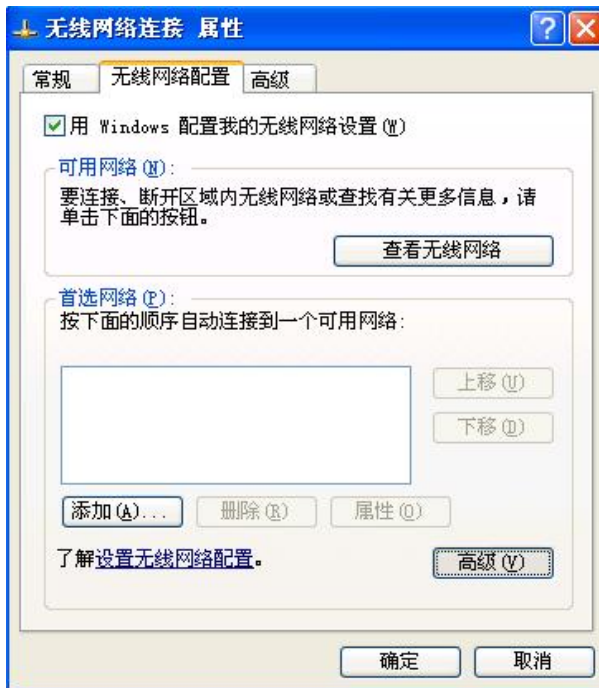 无线网络连接 属性
常规 无线网络配置 高级
用 Windows 配置我的无线网络设置(W)
可用网络(N):
要连接、断开区域内无线网络或查找有关更多信息，请
单击下面的按钮。
查看无线网络
首选网络(P):
按下面的顺序自动连接到一个可用网络:
上移(U)
下移(D)
添加(A)... 删除(R) 属性(O)
了解设置无线网络配置。 高级(V)
确定 取消